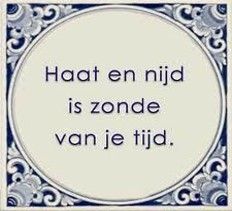 Haat en nijd
is zonde
van je tijd.